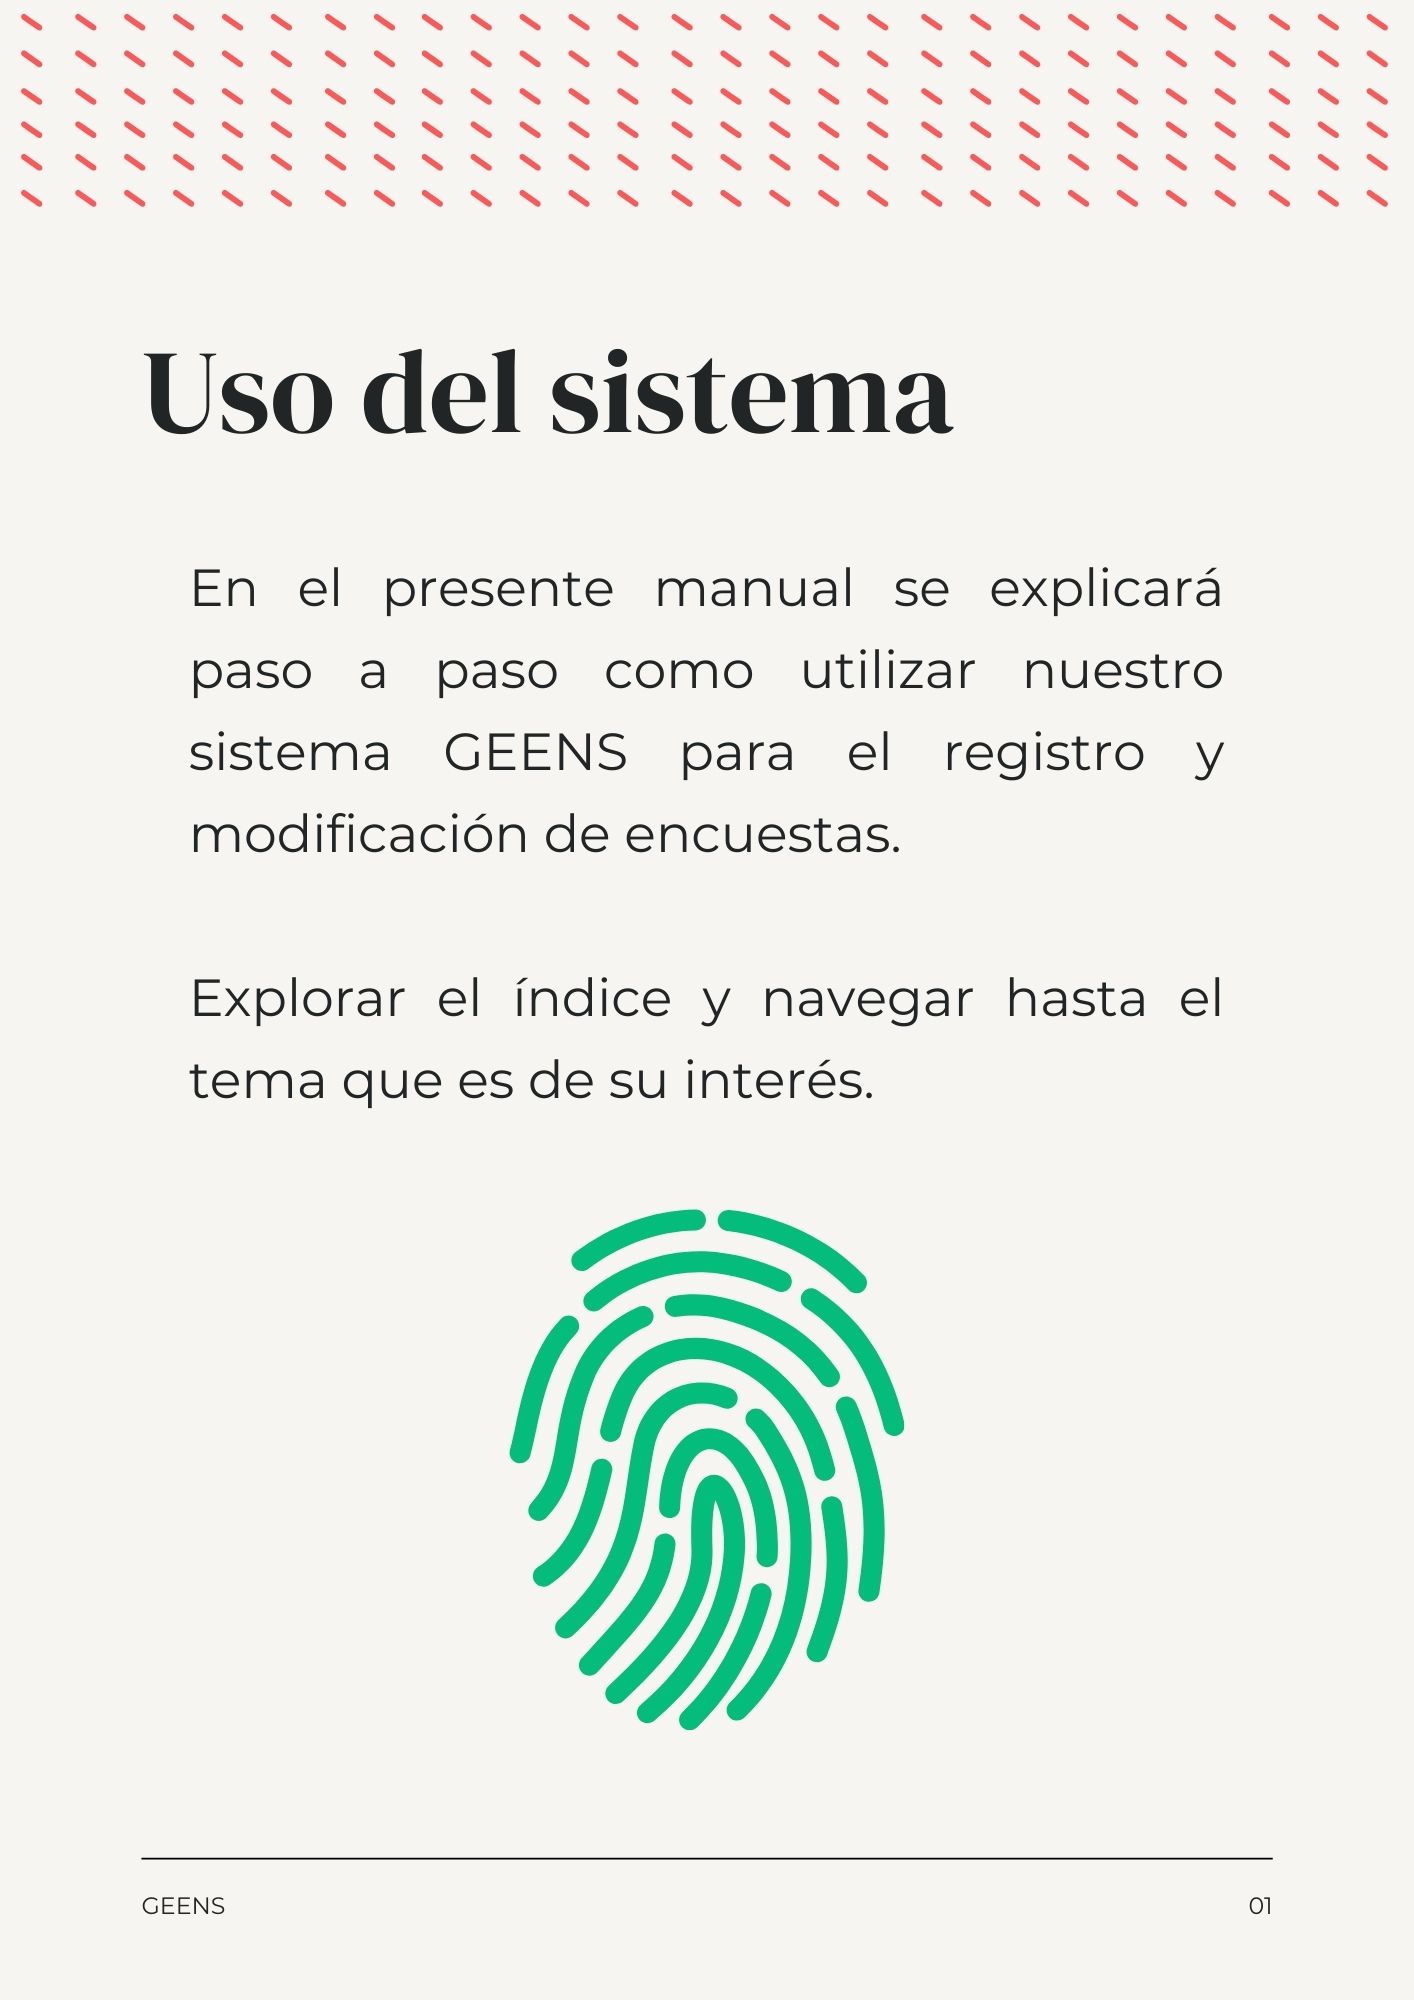 Uso del sistema
En el presente manual se explicará
paso a paso como utilizar nuestro
sistema GEENS para el registro y
modificación de encuestas.
Explorar el índice y navegar hasta el
tema que es de su interés.
GEENS
01